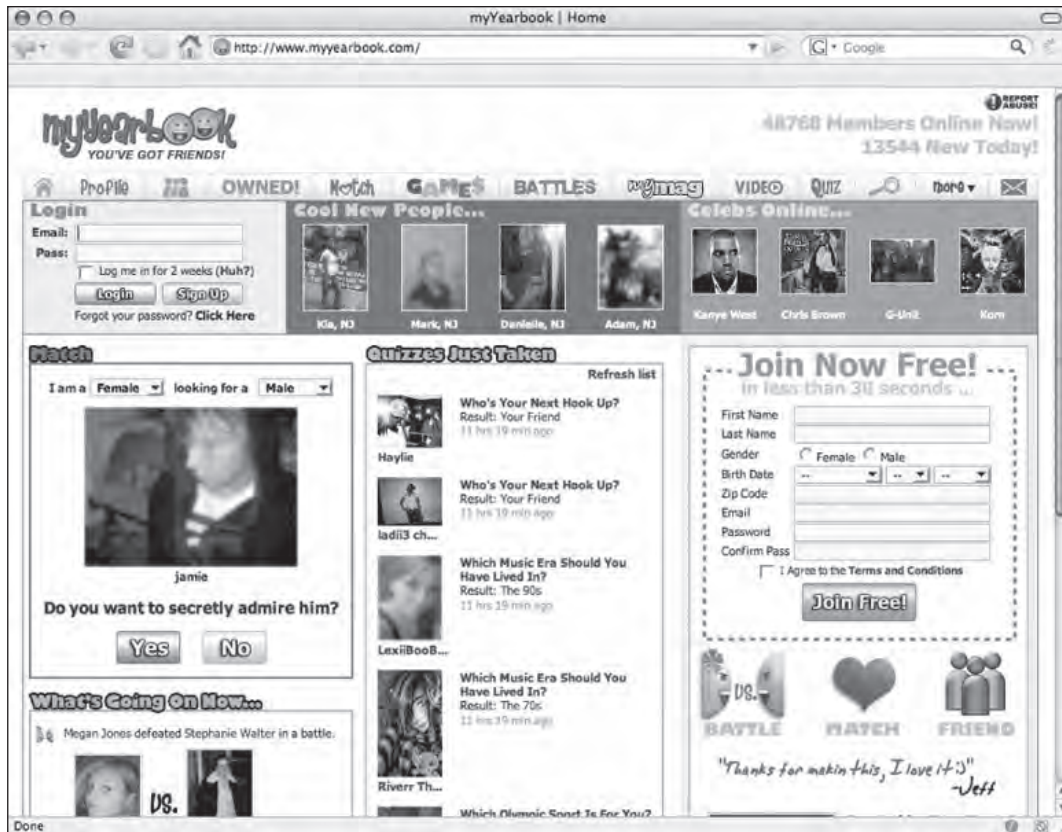 myYearbook | Home
http://www.myyearbook.com/
G Google
REPORT
ABUSE!
myYearbook
YOU'VE GOT FRIENDS!
48768 Members Online Now!
13544 New Today!
Profile OWNED! Match GAMES BATTLES mymag VIDEO QUIZ more
Login
Email:
Pass:
Log me in for 2 weeks (Huh?)
Login Sign Up
Forgot your password? Click Here
Cool New People...
Kia, NJ Mark, NJ Danielle, NJ Adam, NJ
Celebs Online...
Kanye West Chris Brown G-Unit Korn
Match
I am a Female looking for a Male
jamie
Do you want to secretly admire him?
Yes No
What's Going On Now...
Megan Jones defeated Stephanie Walter in a battle.
VS.
Quizzes Just Taken
Refresh list
Who's Your Next Hook Up?
Result: Your Friend
11 hrs 19 min ago
Haylie
Who's Your Next Hook Up?
Result: Your Friend
11 hrs 19 min ago
ladii3 ch...
Which Music Era Should You
Have Lived In?
Result: The 90s
11 hrs 19 min ago
LexiiBooB...
Which Music Era Should You
Have Lived In?
Result: The 70s
11 hrs 19 min ago
Riverr Th...
Which Olympic Sport Is For You?
Join Now Free!
in less than 30 seconds ...
First Name
Last Name
Gender Female Male
Birth Date -- -- --
Zip Code
Email
Password
Confirm Pass
I Agree to the Terms and Conditions
Join Free!
VS.
BATTLE MATCH FRIEND
"Thanks for makin this, I love it :)"
-Jeff
Done